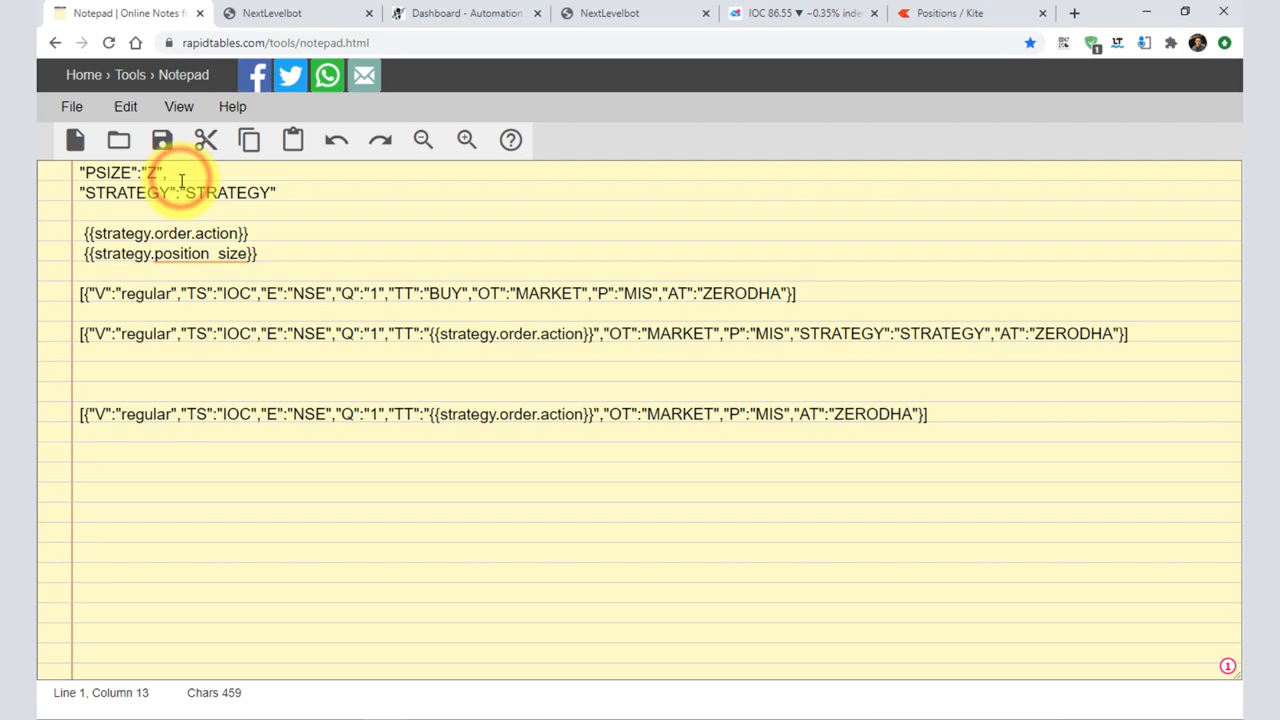 Notepad | Online Notes f
NextLevelbot
Dashboard - Automation
NextLevelbot
IOC 86.55 ▼ −0.35% inde
Positions / Kite
rapidtables.com/tools/notepad.html
1
Home › Tools › Notepad
File Edit View Help
"PSIZE":"Z",
"STRATEGY":"STRATEGY"
{{strategy.order.action}}
{{strategy.position_size}}
[{"V":"regular","TS":"IOC","E":"NSE","Q":"1","TT":"BUY","OT":"MARKET","P":"MIS","AT":"ZERODHA"}]
[{"V":"regular","TS":"IOC","E":"NSE","Q":"1","TT":"{{strategy.order.action}}","OT":"MARKET","P":"MIS","STRATEGY":"STRATEGY","AT":"ZERODHA"}]
[{"V":"regular","TS":"IOC","E":"NSE","Q":"1","TT":"{{strategy.order.action}}","OT":"MARKET","P":"MIS","AT":"ZERODHA"}]
1
Line 1, Column 13 Chars 459